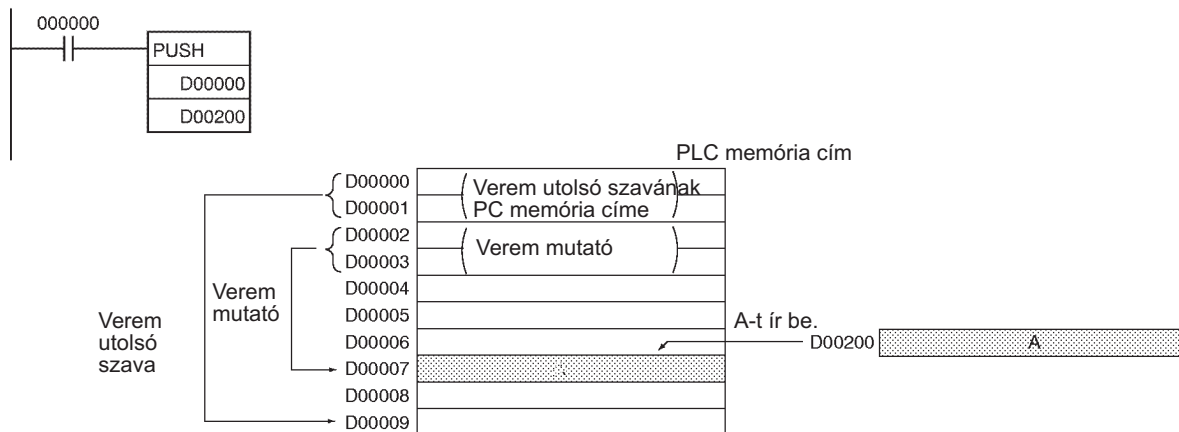 000000
PUSH
D00000
D00200
PLC memória cím
D00000
Verem utolsó szavának
D00001
PC memória címe
D00002
Verem mutató
D00003
D00004
Verem
mutató
D00005
Verem
utolsó
szava
D00006
A-t ír be.
D00200
A
D00007
D00008
D00009